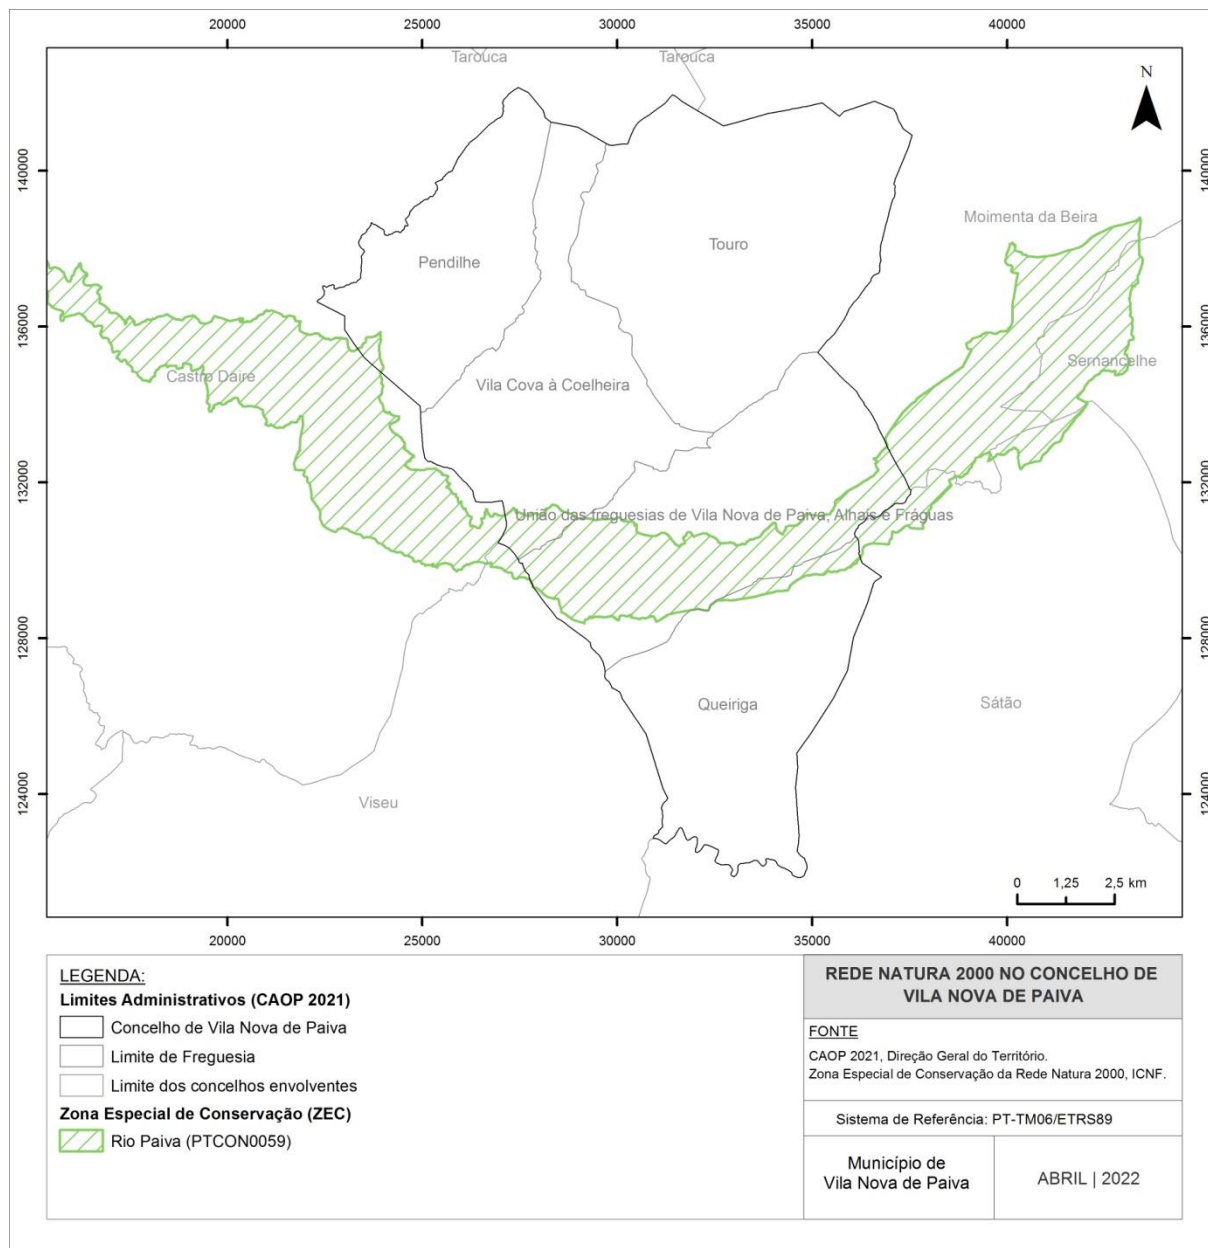 20000 25000 30000 35000 40000
Tarouca Tarouca
N
140000 140000
Moimenta da Beira
Touro
Pendilhe
136000 136000
Castro Daire
Vila Cova à Coelheira
Sernancelhe
132000 132000
União das freguesias de Vila Nova de Paiva, Alhais e Fráguas
128000 128000
Queiriga
Sátão
124000 124000
Viseu
0 1,25 2,5 km
20000 25000 30000 35000 40000
LEGENDA:
Limites Administrativos (CAOP 2021)
Concelho de Vila Nova de Paiva
Limite de Freguesia
Limite dos concelhos envolventes
Zona Especial de Conservação (ZEC)
Rio Paiva (PTCON0059)
REDE NATURA 2000 NO CONCELHO DE
VILA NOVA DE PAIVA
FONTE
CAOP 2021, Direção Geral do Território.
Zona Especial de Conservação da Rede Natura 2000, ICNF.
Sistema de Referência: PT-TM06/ETRS89
Município de
Vila Nova de Paiva
ABRIL | 2022